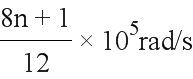 8n + 1
12
× 10⁵rad/s